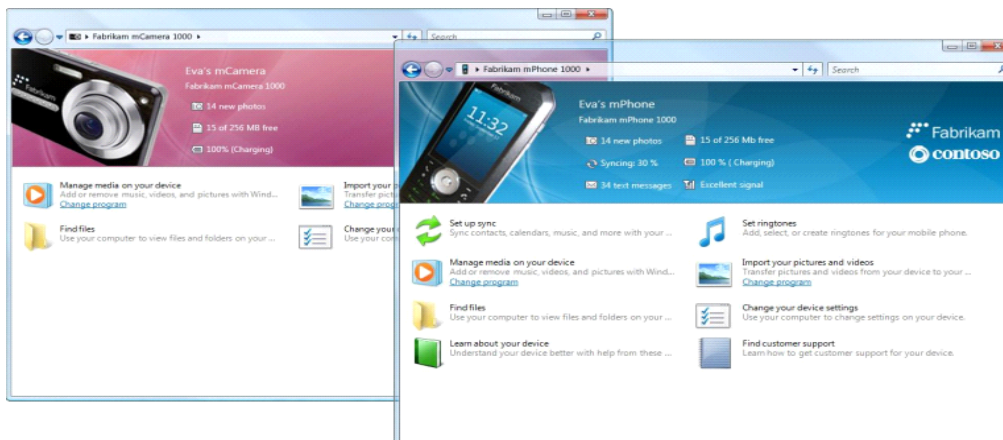 Fabrikam mCamera 1000
Search
Eva's mCamera
Fabrikam mCamera 1000
14 new photos
15 of 256 MB free
100% (Charging)
Fabrikam
Manage media on your device
Add or remove music, videos, and pictures with Wind...
Change program
Find files
Use your computer to view files and folders on your ...
Import your
Transfer
Change
Change your
Use your
Fabrikam mPhone 1000
Search
Fabrikam
11:32
Eva's mPhone
Fabrikam mPhone 1000
14 new photos
15 of 256 Mb free
Syncing: 30 %
100 % ( Charging)
34 text messages
Excellent signal
Fabrikam
contoso
Set up sync
Sync contacts, calendars, music, and more with your ...
Set ringtones
Add, select, or create ringtones for your mobile phone.
Manage media on your device
Add or remove music, videos, and pictures with Wind...
Change program
Import your pictures and videos
Transfer pictures and videos from your device to your ...
Change program
Find files
Use your computer to view files and folders on your ...
Change your device settings
Use your computer to change settings on your device.
Learn about your device
Understand your device better with help from these ...
Find customer support
Learn how to get customer support for your device.